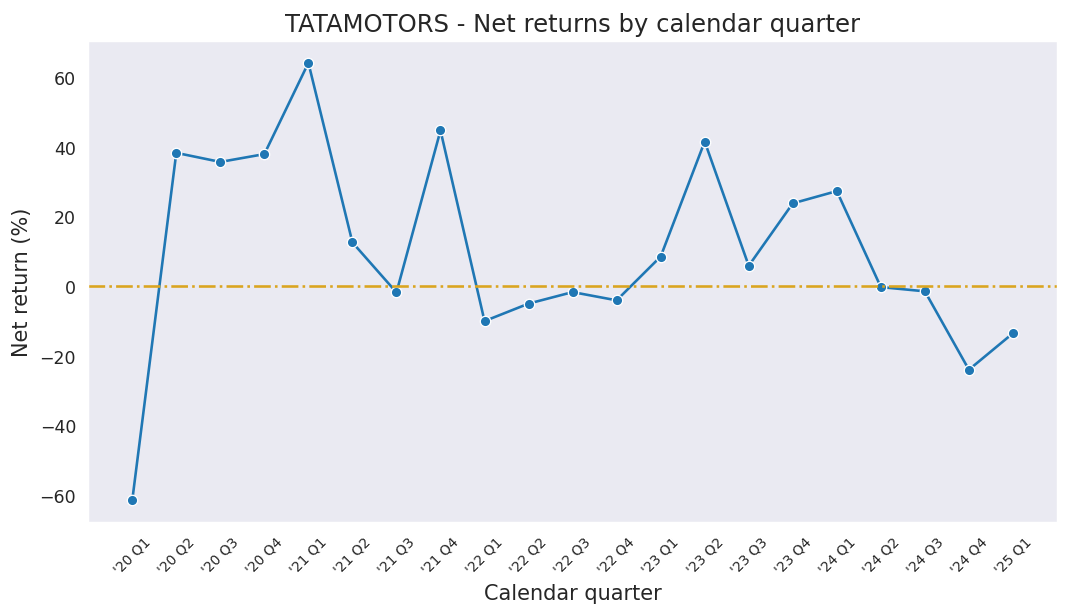 TATAMOTORS - Net returns by calendar quarter
Net return (%)
60
40
20
0
−20
−40
−60
'20 Q1
'20 Q2
'20 Q3
'20 Q4
'21 Q1
'21 Q2
'21 Q3
'21 Q4
'22 Q1
'22 Q2
'22 Q3
'22 Q4
'23 Q1
'23 Q2
'23 Q3
'23 Q4
'24 Q1
'24 Q2
'24 Q3
'24 Q4
'25 Q1
Calendar quarter